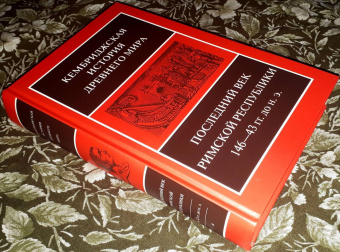 КЕМБРИДЖСКАЯ
ИСТОРИЯ
ДРЕВНЕГО МИРА
ПОСЛЕДНИЙ ВЕК
РИМСКОЙ РЕСПУБЛИКИ
146–43 ГГ. ДО Н. Э.